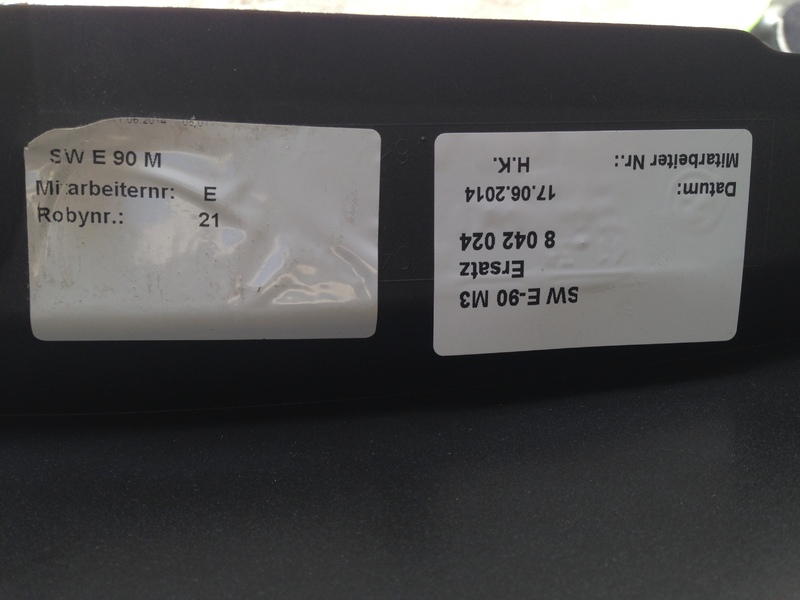 SW E 90 M
Mitarbeiternr: E
Robynr.: 21
SW E-90 M3
Ersatz
8 042 024
Datum: 17.06.2014
Mitarbeiter Nr.: H.K.